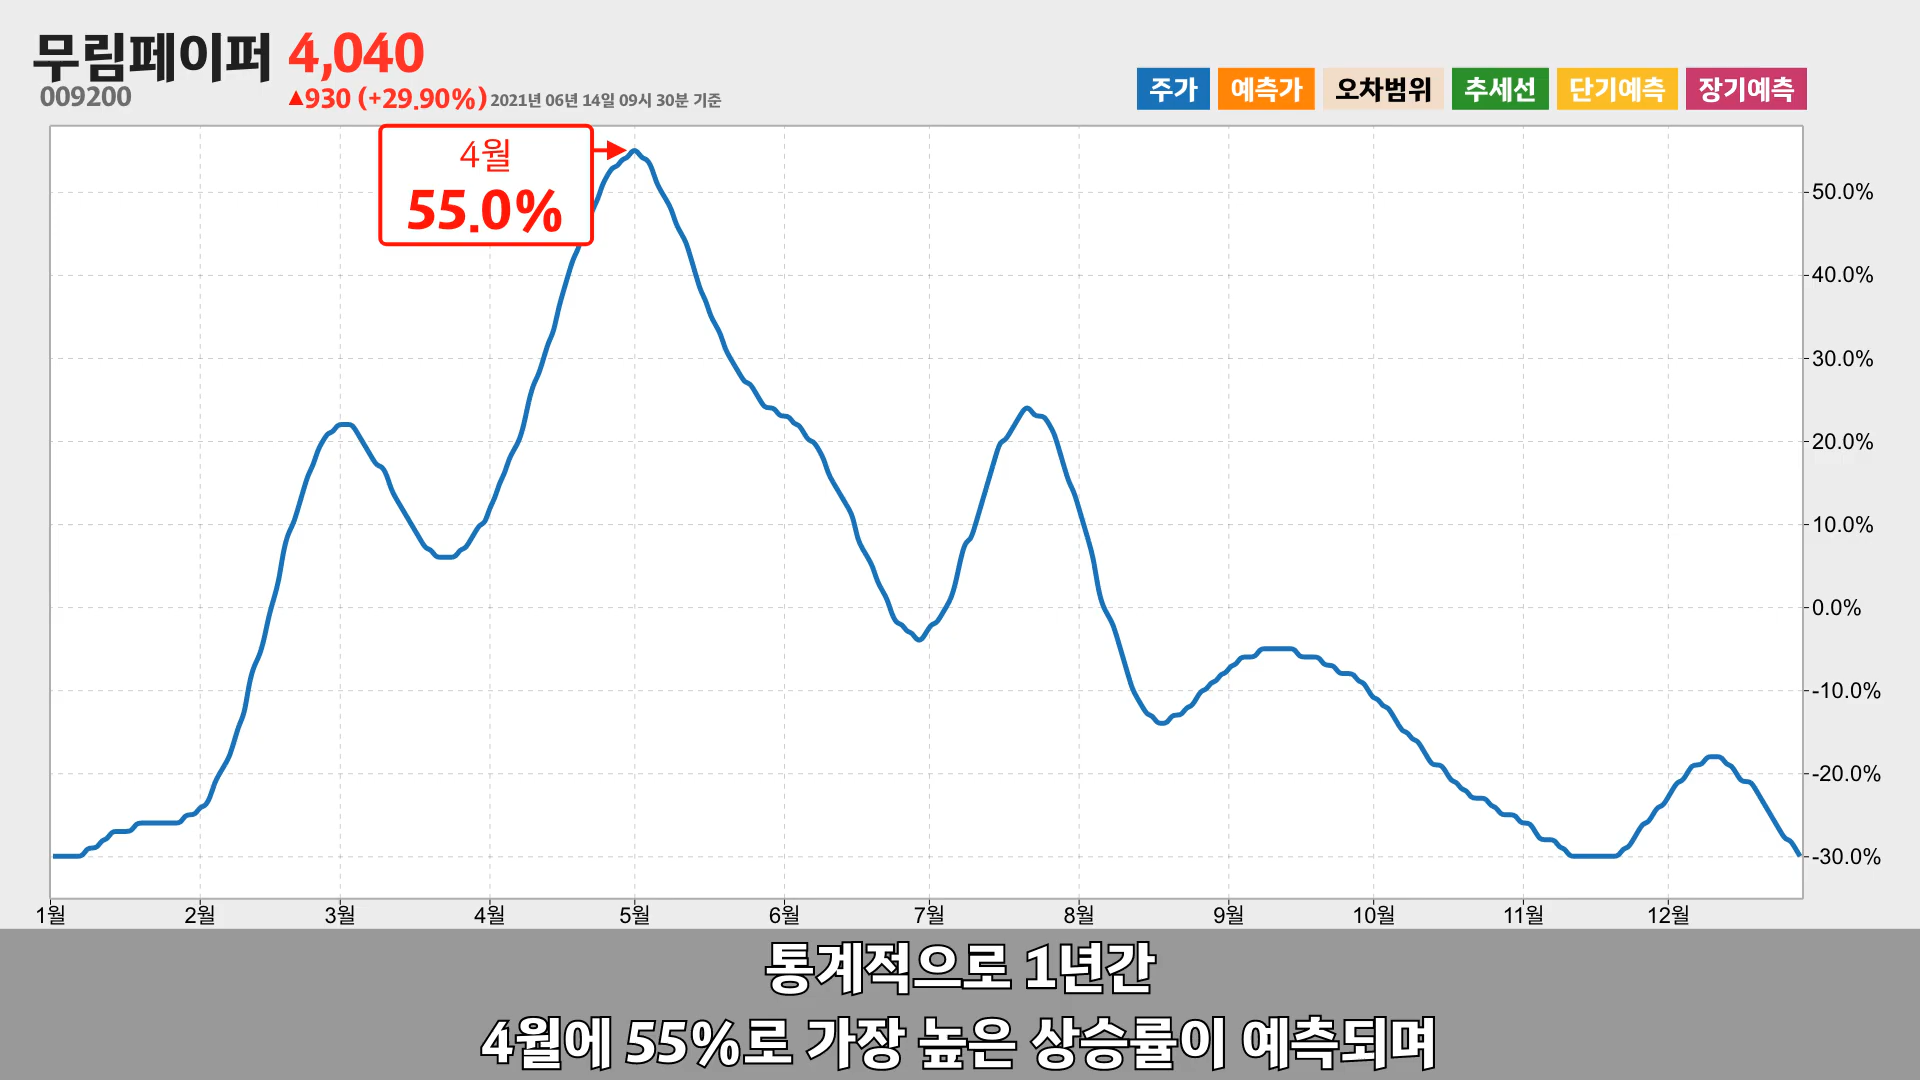 무림페이퍼 4,040
009200 ▲930 (+29.90%) 2021년 06년 14일 09시 30분 기준
주가 예측가 오차범위 추세선 단기예측 장기예측
4월
55.0%
50.0%
40.0%
30.0%
20.0%
10.0%
0.0%
-10.0%
-20.0%
-30.0%
1월 2월 3월 4월 5월 6월 7월 8월 9월 10월 11월 12월
통계적으로 1년간
4월에 55%로 가장 높은 상승률이 예측되며